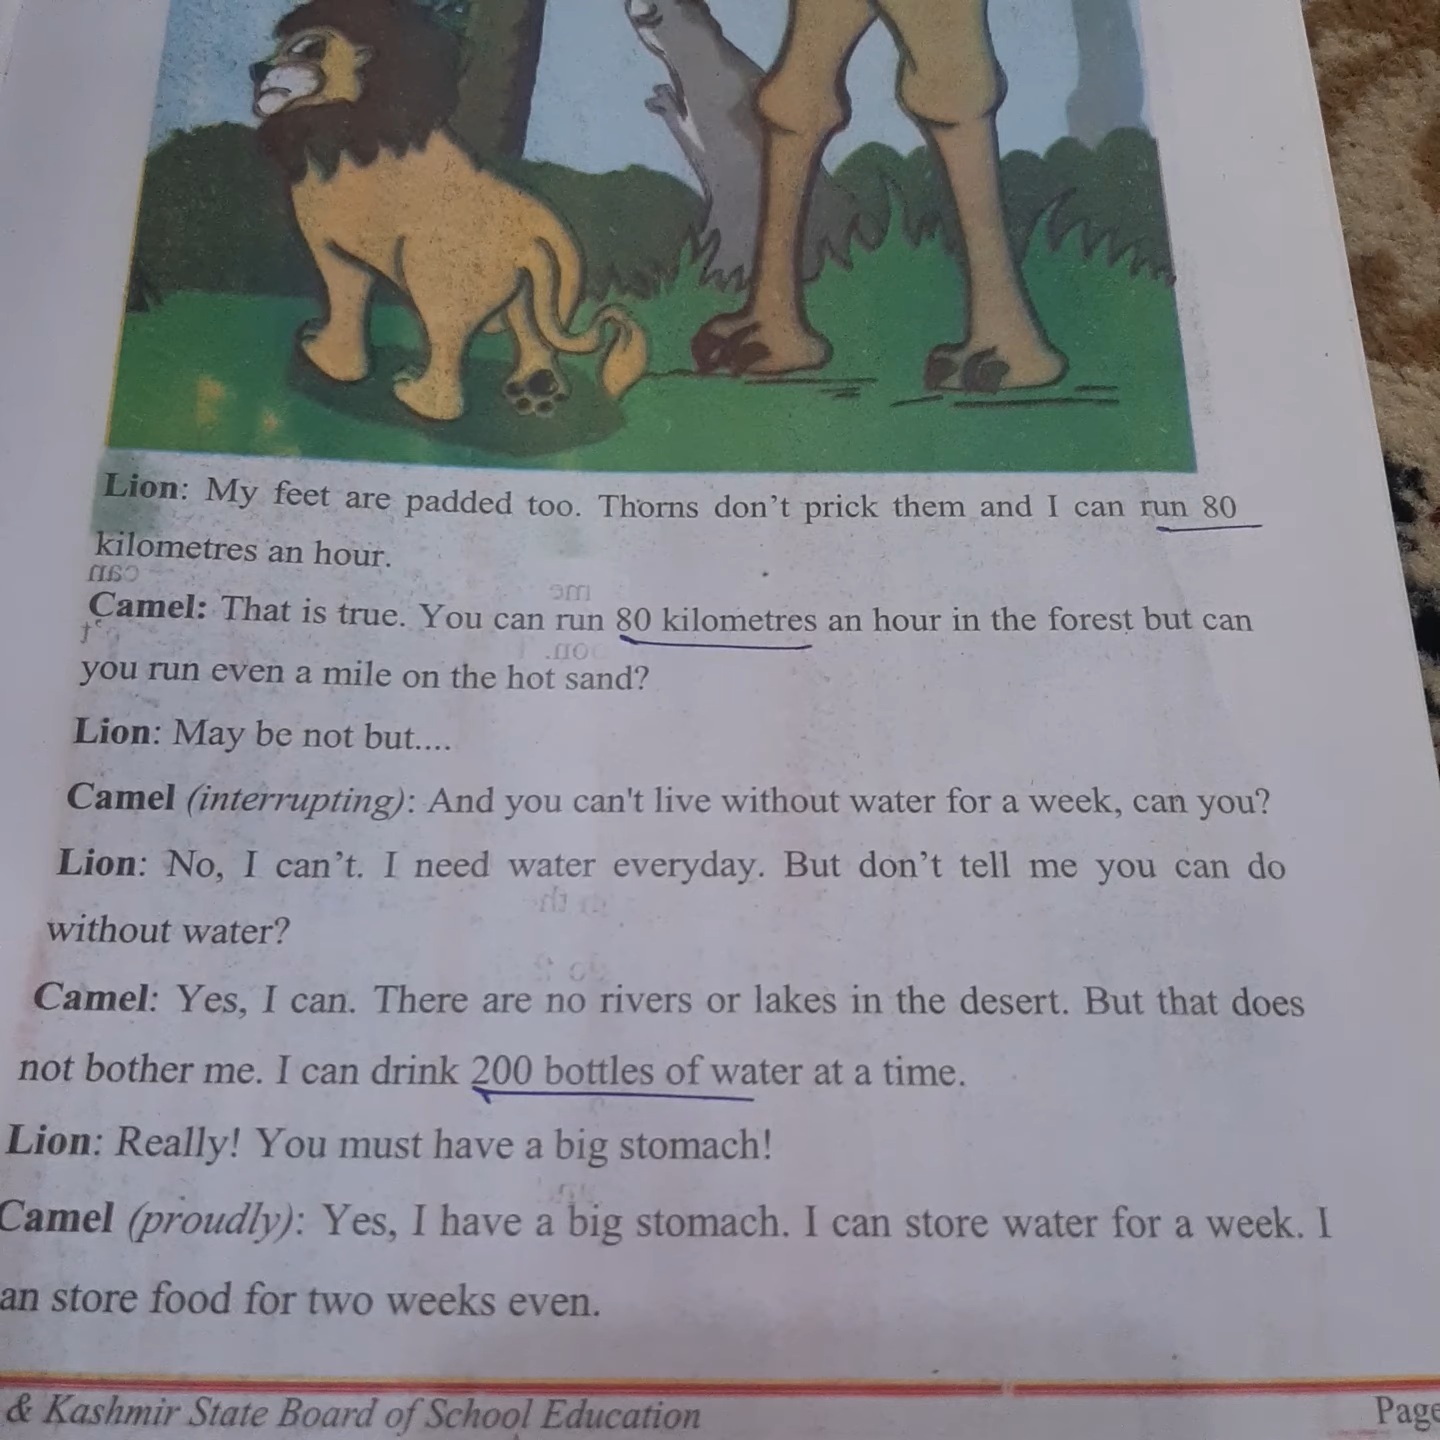 Lion: My feet are padded too. Thorns don't prick them and I can run 80
kilometres an hour.
Camel: That is true. You can run 80 kilometres an hour in the forest but can
you run even a mile on the hot sand?
Lion: May be not but....
Camel (interrupting): And you can't live without water for a week, can you?
Lion: No, I can't. I need water everyday. But don't tell me you can do
without water?
Camel: Yes, I can. There are no rivers or lakes in the desert. But that does
not bother me. I can drink 200 bottles of water at a time.
Lion: Really! You must have a big stomach!
Camel (proudly): Yes, I have a big stomach. I can store water for a week. I
an store food for two weeks even.
& Kashmir State Board of School Education
Page